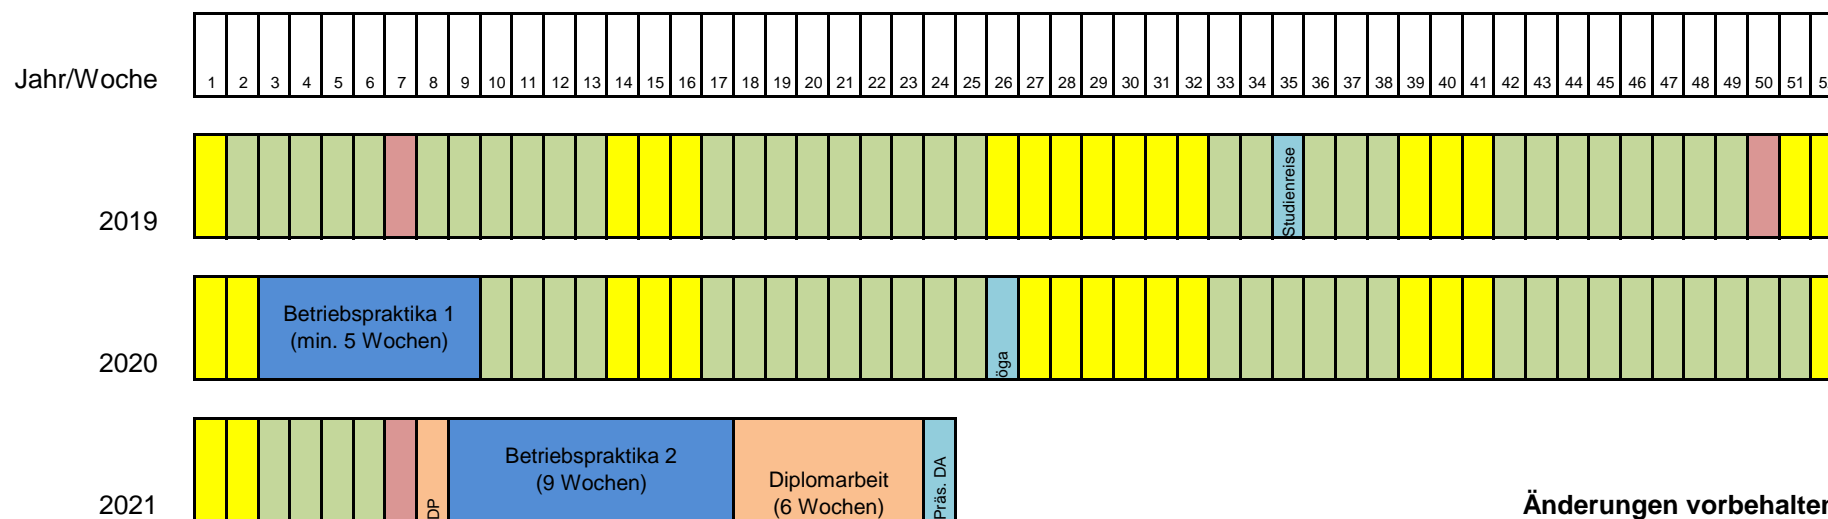 Jahr/Woche 1 2 3 4 5 6 7 8 9 10 11 12 13 14 15 16 17 18 19 20 21 22 23 24 25 26 27 28 29 30 31 32 33 34 35 36 37 38 39 40 41 42 43 44 45 46 47 48 49 50 51
2019
Studienreise
2020
Betriebspraktika 1
(min. 5 Wochen)
öga
2021
DP
Betriebspraktika 2
(9 Wochen)
Diplomarbeit
(6 Wochen)
Präs. DA
Änderungen vorbehalten